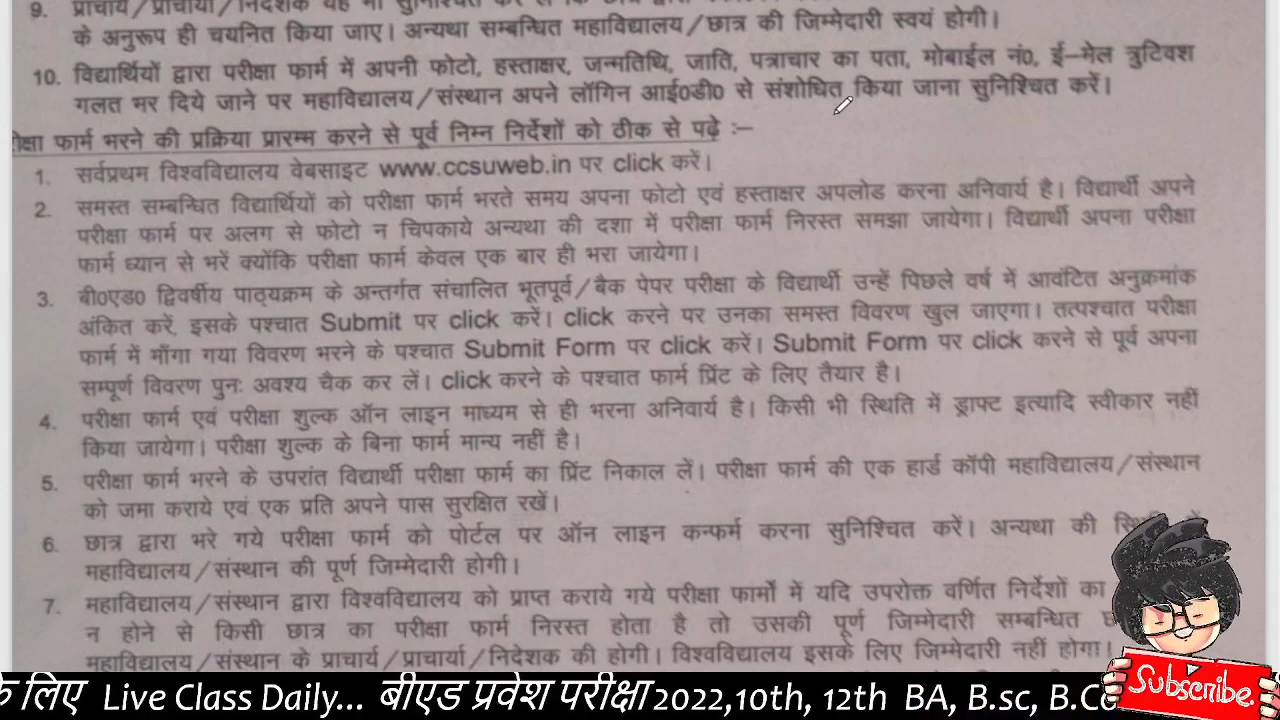 9. प्राचार्य/प्राचार्या/निदेशक यह भी सुनिश्चित कर लें कि छात्र द्वारा
के अनुरूप ही चयनित किया जाए। अन्यथा सम्बन्धित महाविद्यालय/छात्र की जिम्मेदारी स्वयं होगी।
10. विद्यार्थियों द्वारा परीक्षा फार्म में अपनी फोटो, हस्ताक्षर, जन्मतिथि, जाति, पत्राचार का पता, मोबाईल नं0, ई–मेल त्रुटिवश
गलत भर दिये जाने पर महाविद्यालय/संस्थान अपने लॉगिन आई0डी0 से संशोधित किया जाना सुनिश्चित करें।
फार्म भरने की प्रक्रिया प्रारम्भ करने से पूर्व निम्न निर्देशों को ठीक से पढ़े :–
1. सर्वप्रथम विश्वविद्यालय वेबसाइट www.ccsuweb.in पर click करें।
2. समस्त सम्बन्धित विद्यार्थियों को परीक्षा फार्म भरते समय अपना फोटो एवं हस्ताक्षर अपलोड करना अनिवार्य है। विद्यार्थी अपने
परीक्षा फार्म पर अलग से फोटो न चिपकाये अन्यथा की दशा में परीक्षा फार्म निरस्त समझा जायेगा। विद्यार्थी अपना परीक्षा
फार्म ध्यान से भरें क्योंकि परीक्षा फार्म केवल एक बार ही भरा जायेगा।
3. बी0एड0 द्विवर्षीय पाठ्यक्रम के अन्तर्गत संचालित भूतपूर्व/बैक पेपर परीक्षा के विद्यार्थी उन्हें पिछले वर्ष में आवंटित अनुक्रमांक
अंकित करें, इसके पश्चात Submit पर click करें। click करने पर उनका समस्त विवरण खुल जाएगा। तत्पश्चात परीक्षा
फार्म में माँगा गया विवरण भरने के पश्चात Submit Form पर click करें। Submit Form पर click करने से पूर्व अपना
सम्पूर्ण विवरण पुनः अवश्य चैक कर लें। click करने के पश्चात फार्म प्रिंट के लिए तैयार है।
4. परीक्षा फार्म एवं परीक्षा शुल्क ऑन लाइन माध्यम से ही भरना अनिवार्य है। किसी भी स्थिति में ड्राफ्ट इत्यादि स्वीकार नहीं
किया जायेगा। परीक्षा शुल्क के बिना फार्म मान्य नहीं है।
5. परीक्षा फार्म भरने के उपरांत विद्यार्थी परीक्षा फार्म का प्रिंट निकाल लें। परीक्षा फार्म की एक हार्ड कॉपी महाविद्यालय/संस्थान
को जमा कराये एवं एक प्रति अपने पास सुरक्षित रखें।
6. छात्र द्वारा भरे गये परीक्षा फार्म को पोर्टल पर ऑन लाइन कन्फर्म करना सुनिश्चित करें। अन्यथा की
महाविद्यालय/संस्थान की पूर्ण जिम्मेदारी होगी।
7. महाविद्यालय/संस्थान द्वारा विश्वविद्यालय को प्राप्त कराये गये परीक्षा फार्मों में यदि उपरोक्त वर्णित निर्देशों का
न होने से किसी छात्र का परीक्षा फार्म निरस्त होता है तो उसकी पूर्ण जिम्मेदारी सम्बन्धित
महाविद्यालय/संस्थान के प्राचार्य/प्राचार्या/निदेशक की होगी। विश्वविद्यालय इसके लिए जिम्मेदारी नहीं होगा।
के लिए Live Class Daily... बीएड प्रवेश परीक्षा 2022,10th, 12th BA, B.sc, B.Co
Subscribe.